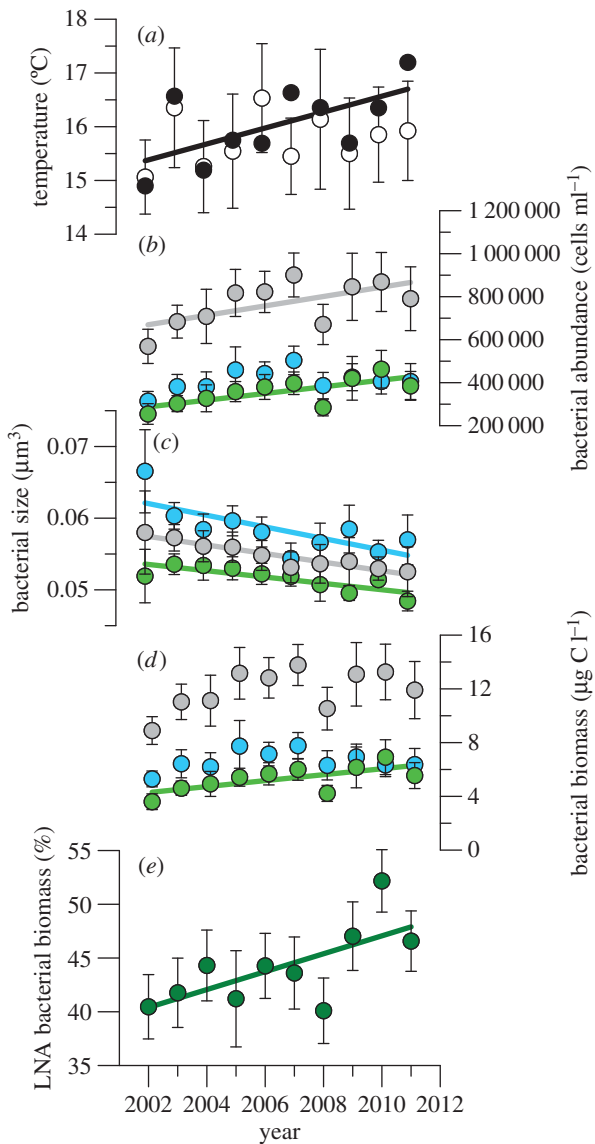 18
17
16
15
14
temperature (ºC)
(a)
(b)
1 200 000
1 000 000
800 000
600 000
400 000
200 000
bacterial abundance (cells ml–1)
0.07
0.06
0.05
bacterial size (μm3)
(c)
(d)
16
12
8
4
0
bacterial biomass (μg C l–1)
55
50
45
40
35
LNA bacterial biomass (%)
(e)
2002 2004 2006 2008 2010 2012
year